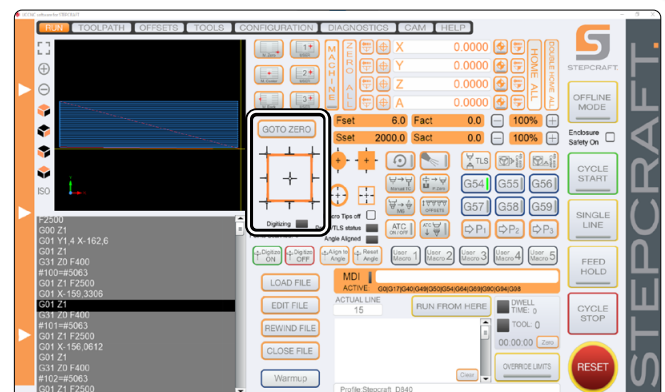 RUN TOOLPATH OFFSETS TOOLS CONFIGURATION DIAGNOSTICS CAM HELP
ISO
F2500
G00 Z1
G01 Y1,4 X-162,6
G01 Z1
G31 Z0 F400
#100=#5063
G01 Z1 F2500
G01 X-159,3306
G01 Z1
G31 Z0 F400
#101=#5063
G01 Z1 F2500
G01 X-156,0612
G01 Z1
G31 Z0 F400
#102=#5063
G01 Z1 F2500
GOTO ZERO
Digitizing
MACHINE
ZERO ALL
X 0.0000
Y 0.0000
Z 0.0000
A 0.0000
HOME ALL
DOUBLE HOME ALL
Fset 6.0 Fact 0.0 100%
Sset 2000.0 Sact 0.0 100%
TLS
G54 G55 G56
G57 G58 G59
Tips off
TLS status
Angle Aligned
ATC ON/OFF
ATC
P1 P2 P3
Digitize ON
Digitize OFF
Align to Angle
Reset Angle
User Macro 1
User Macro 2
User Macro 3
User Macro 4
User Macro 5
LOAD FILE
EDIT FILE
REWIND FILE
CLOSE FILE
Warmup
MDI
ACTIVE: G0|G17|G40|G49|G50|G54|G64|G69|G90|G94|G98
ACTUAL LINE
15
RUN FROM HERE
DWELL TIME: 0
TOOL: 0
00:00:00 Zero
Clear
OVERRIDE LIMITS
Profile:Stepcraft_D840
STEPCRAFT
OFFLINE MODE
Enclosure Safety On
CYCLE START
SINGLE LINE
FEED HOLD
CYCLE STOP
RESET
STEPCRAFT.